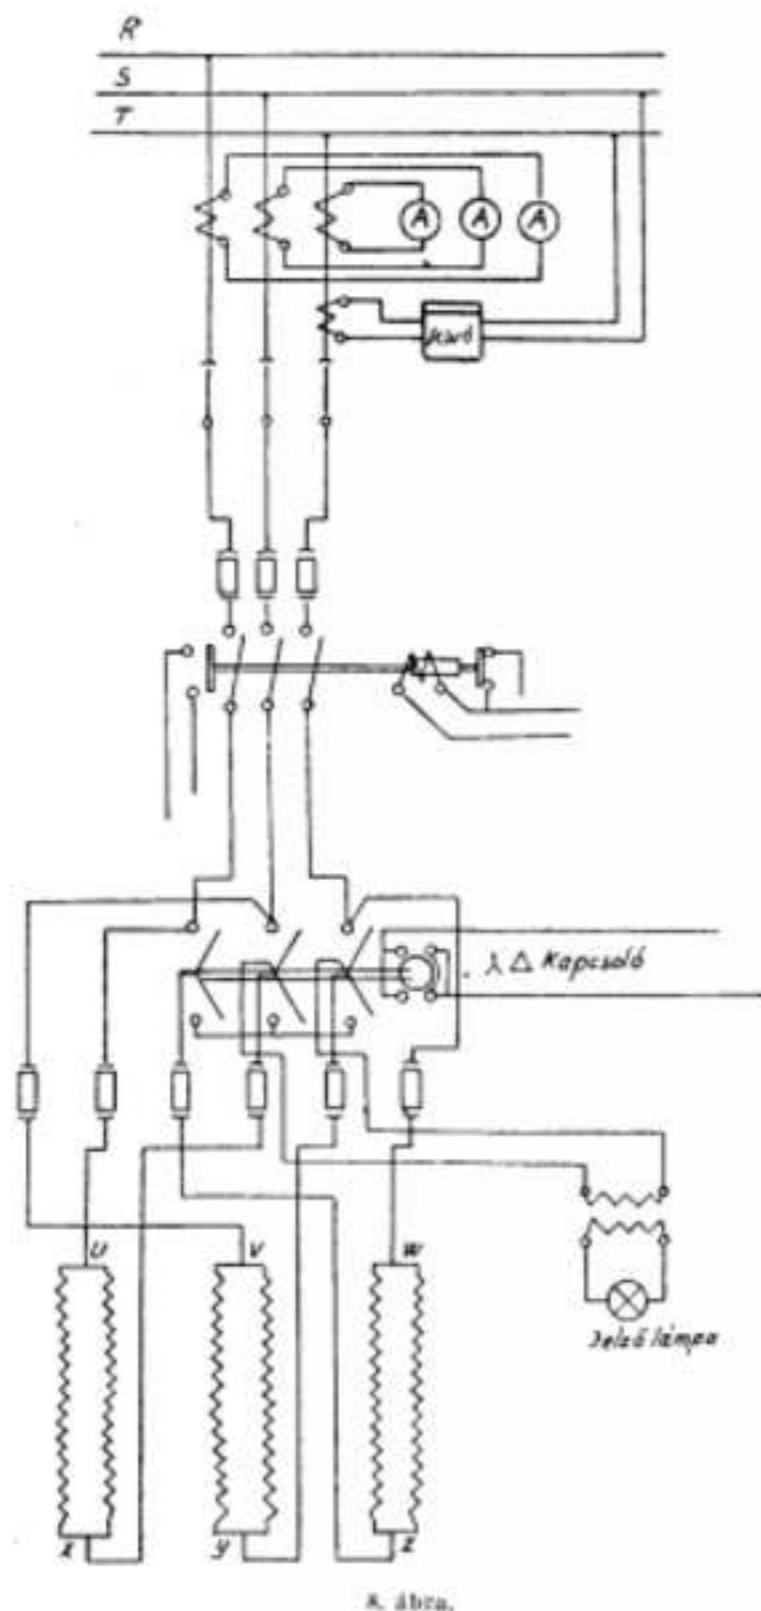 R
S
T
A A A
λ Δ Kapcsoló
U V W
Jelző lámpa
x y z
8. ábra.